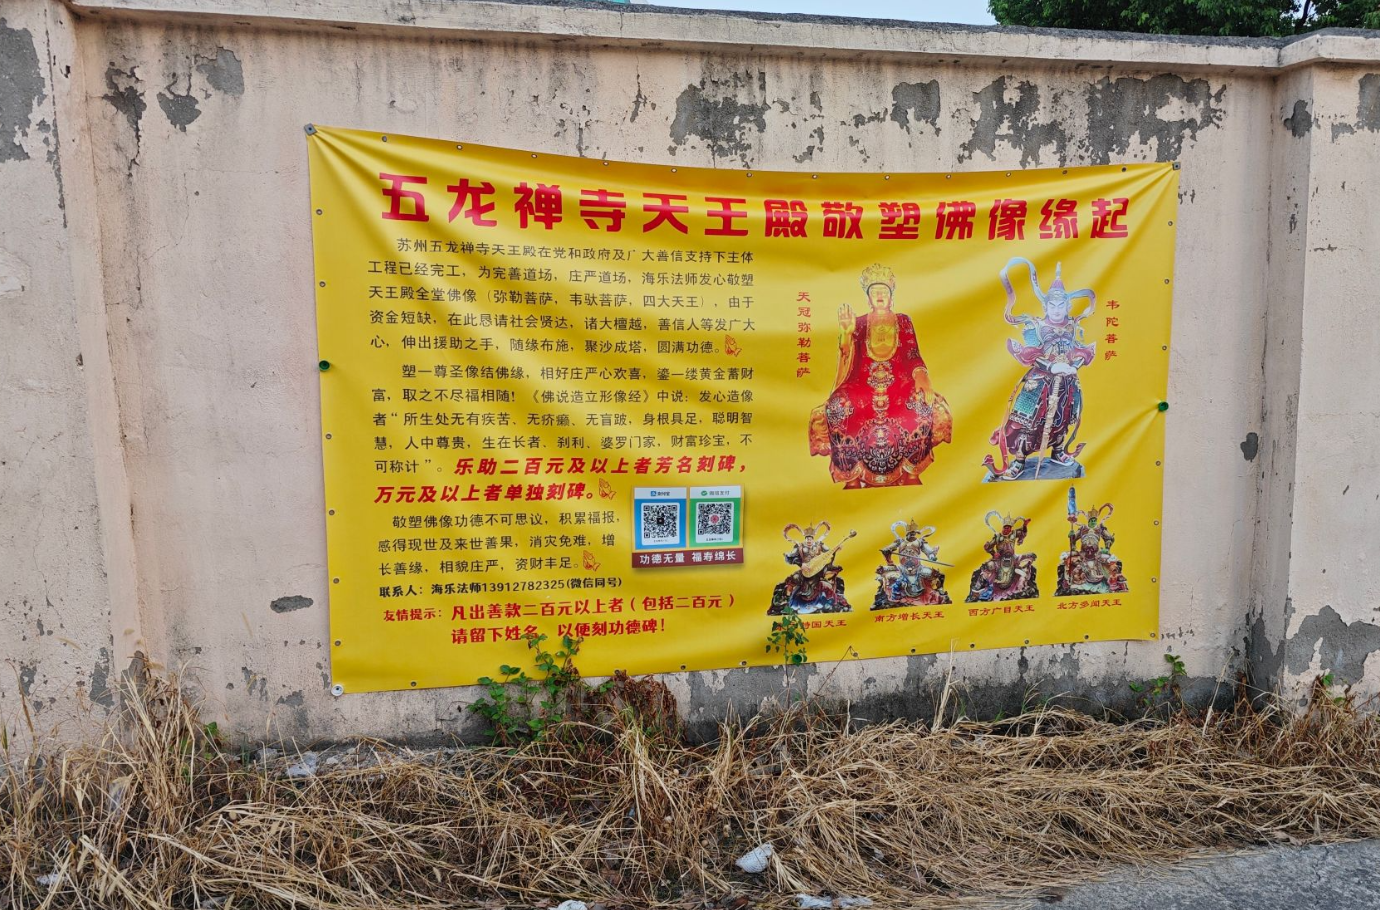 五龙禅寺天王殿敬塑佛像缘起
苏州五龙禅寺天王殿在党和政府及广大善信支持下主体
工程已经完工，为完善道场，庄严道场，海乐法师发心敬塑
天王殿全堂佛像（弥勒菩萨，韦驮菩萨，四大天王），由于
资金短缺，在此恳请社会贤达，诸大檀越，善信人等发广大
心，伸出援助之手，随缘布施，聚沙成塔，圆满功德。
塑一尊圣像结佛缘，相好庄严心欢喜，鎏一缕黄金蓄财
富，取之不尽福相随！《佛说造立形像经》中说：发心造像
者“所生处无有疾苦、无疥癞、无盲跛，身根具足，聪明智
慧，人中尊贵，生在长者、刹利、婆罗门家，财富珍宝，不
可称计”。乐助二百元及以上者芳名刻碑，
万元及以上者单独刻碑。
敬塑佛像功德不可思议，积累福报，
感得现世及来世善果，消灾免难，增
长善缘，相貌庄严，资财丰足。
功德无量 福寿绵长
联系人：海乐法师13912782325(微信同号)
友情提示：凡出善款二百元以上者（包括二百元）
请留下姓名，以便刻功德碑！
天冠弥勒菩萨
韦陀菩萨
国天王
南方增长天王
西方广目天王
北方多闻天王